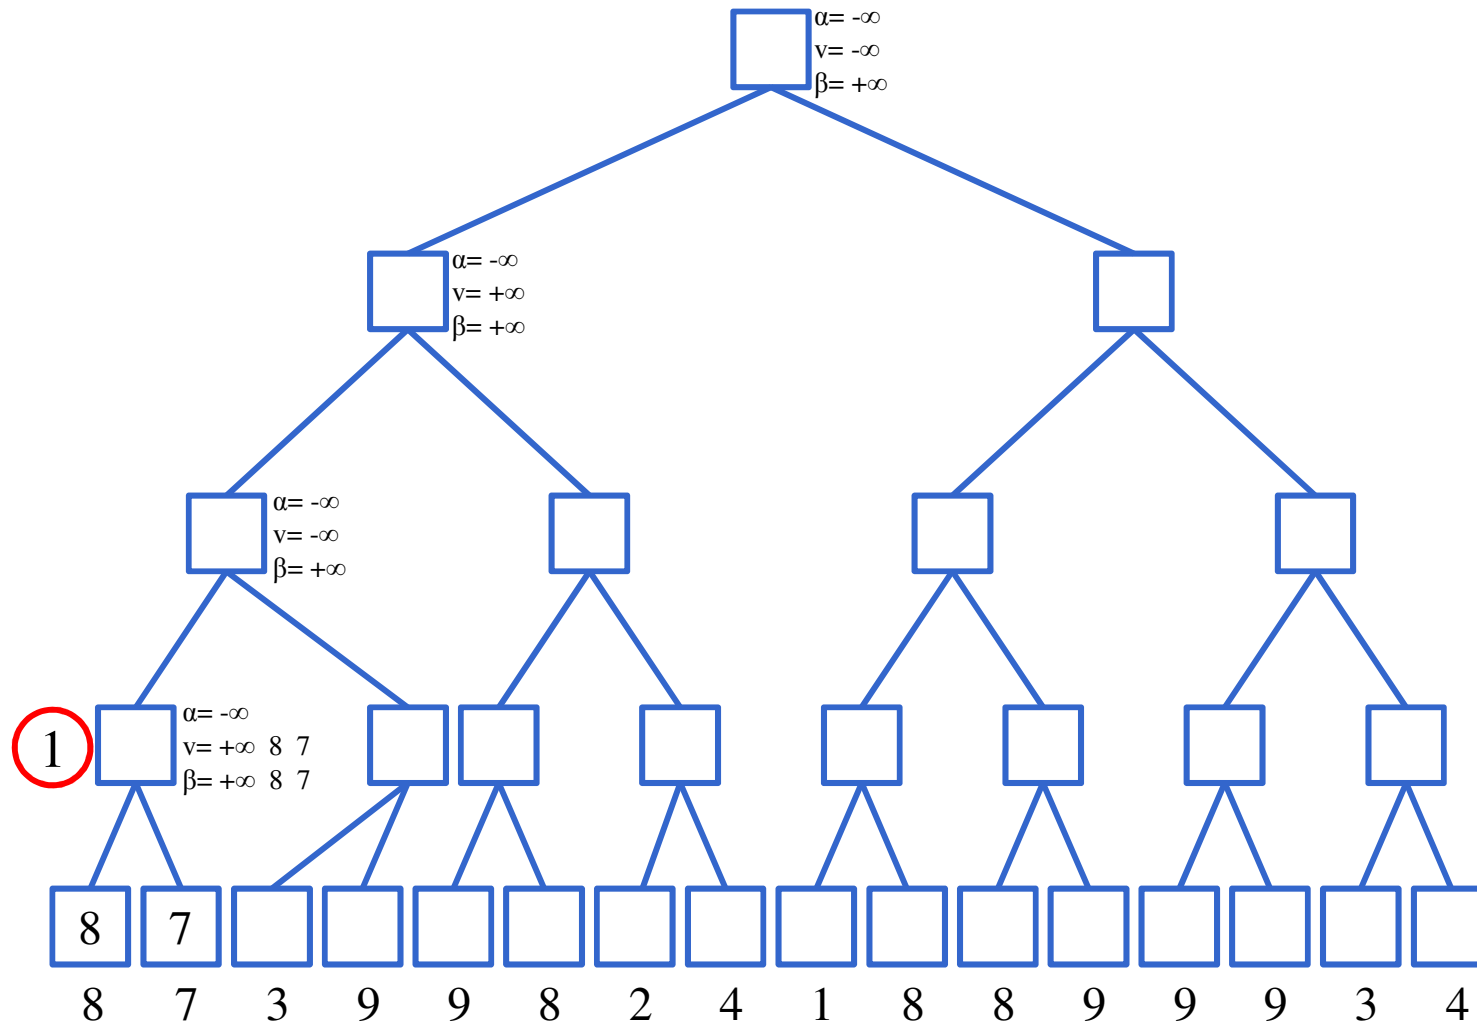 α= -∞
v= -∞
β= +∞
α= -∞
v= +∞
β= +∞
α= -∞
v= -∞
β= +∞
1
α= -∞
v= +∞ 8 7
β= +∞ 8 7
8 7
8 7 3 9 9 8 2 4 1 8 8 9 9 9 3 4